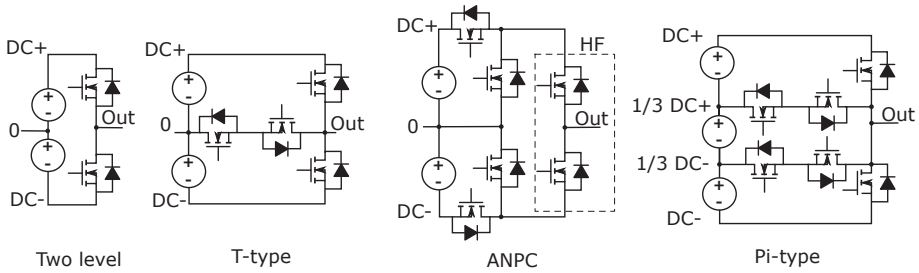 DC+
0
DC-
Two level
DC+
0
DC-
Out
T-type
Out
DC+
0
DC-
HF
Out
ANPC
DC+
1/3 DC+
1/3 DC-
DC-
Out
Pi-type